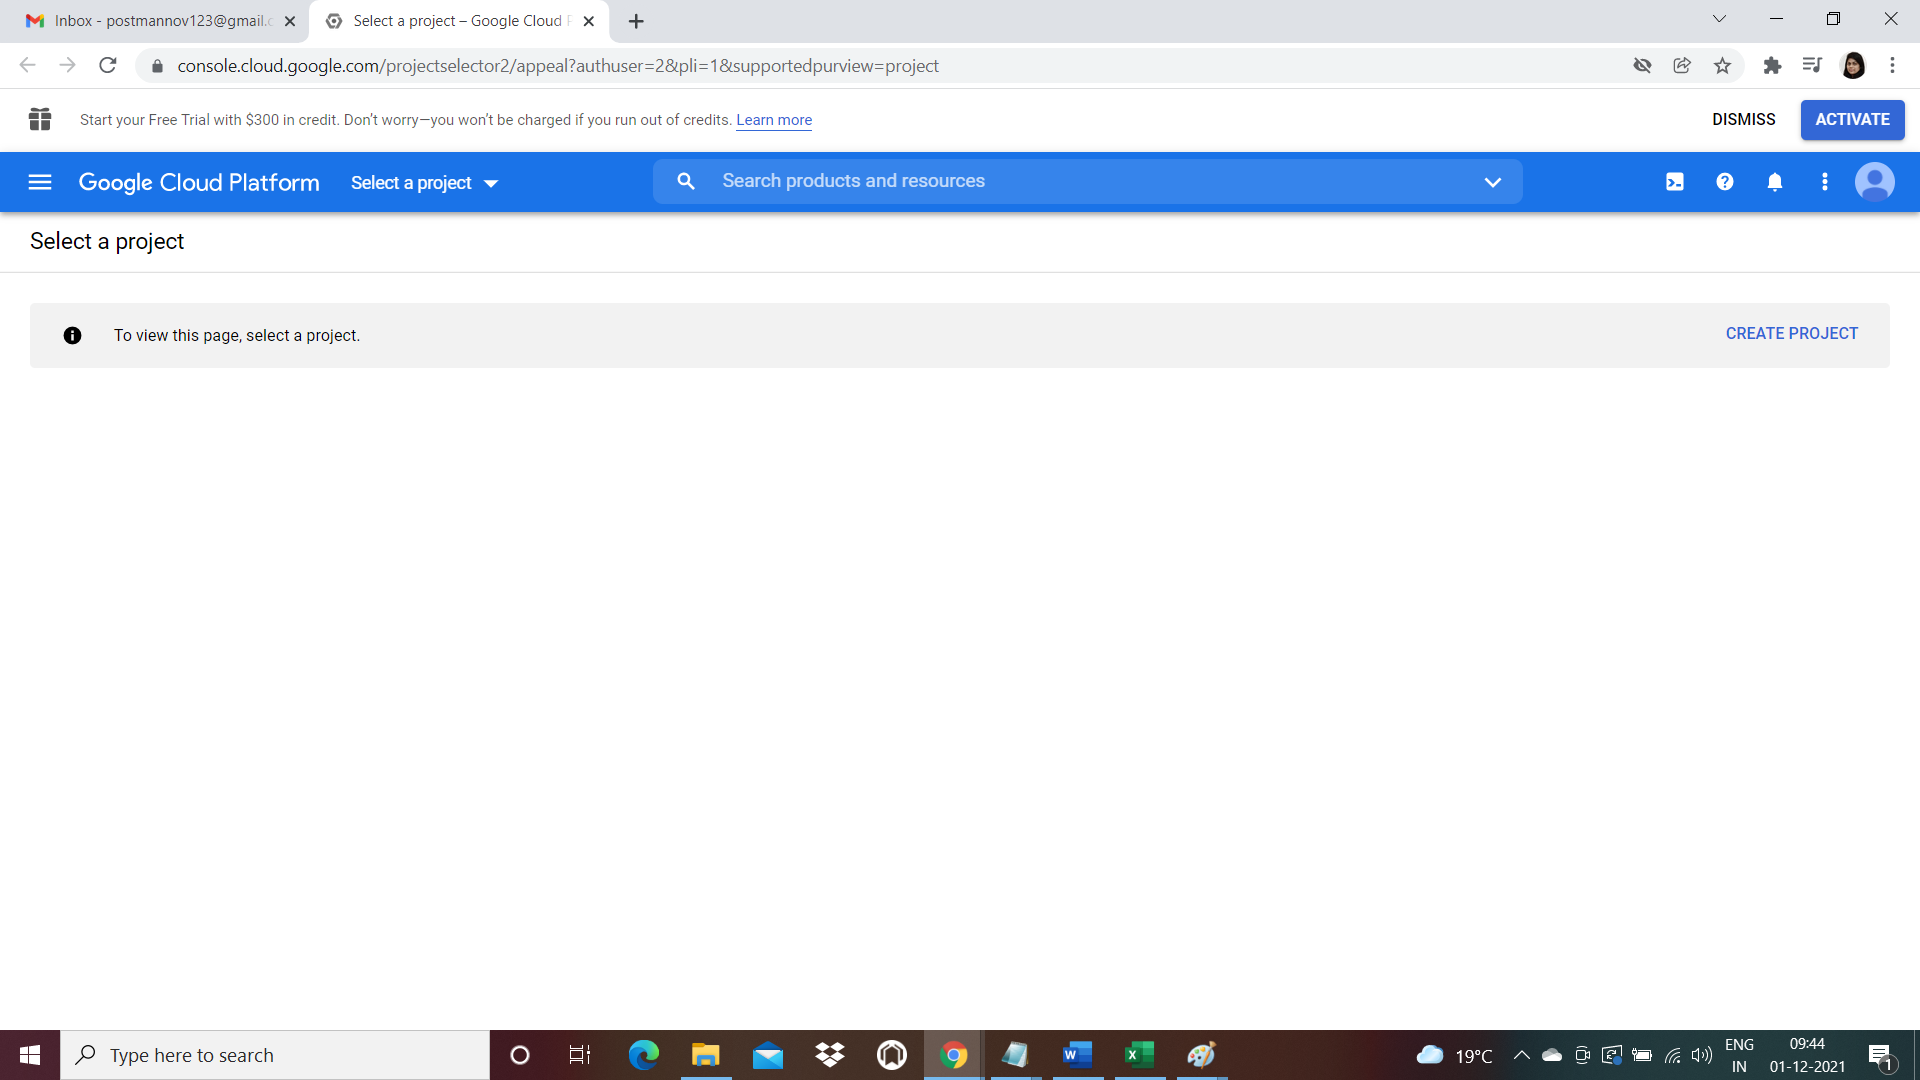 Inbox - postmannov123@gmail.c
Select a project – Google Cloud P
console.cloud.google.com/projectselector2/appeal?authuser=2&pli=1&supportedpurview=project
Start your Free Trial with $300 in credit. Don't worry—you won't be charged if you run out of credits. Learn more
DISMISS
ACTIVATE
Google Cloud Platform
Select a project
Search products and resources
Select a project
To view this page, select a project.
CREATE PROJECT
Type here to search
19°C
ENG
IN
09:44
01-12-2021
1